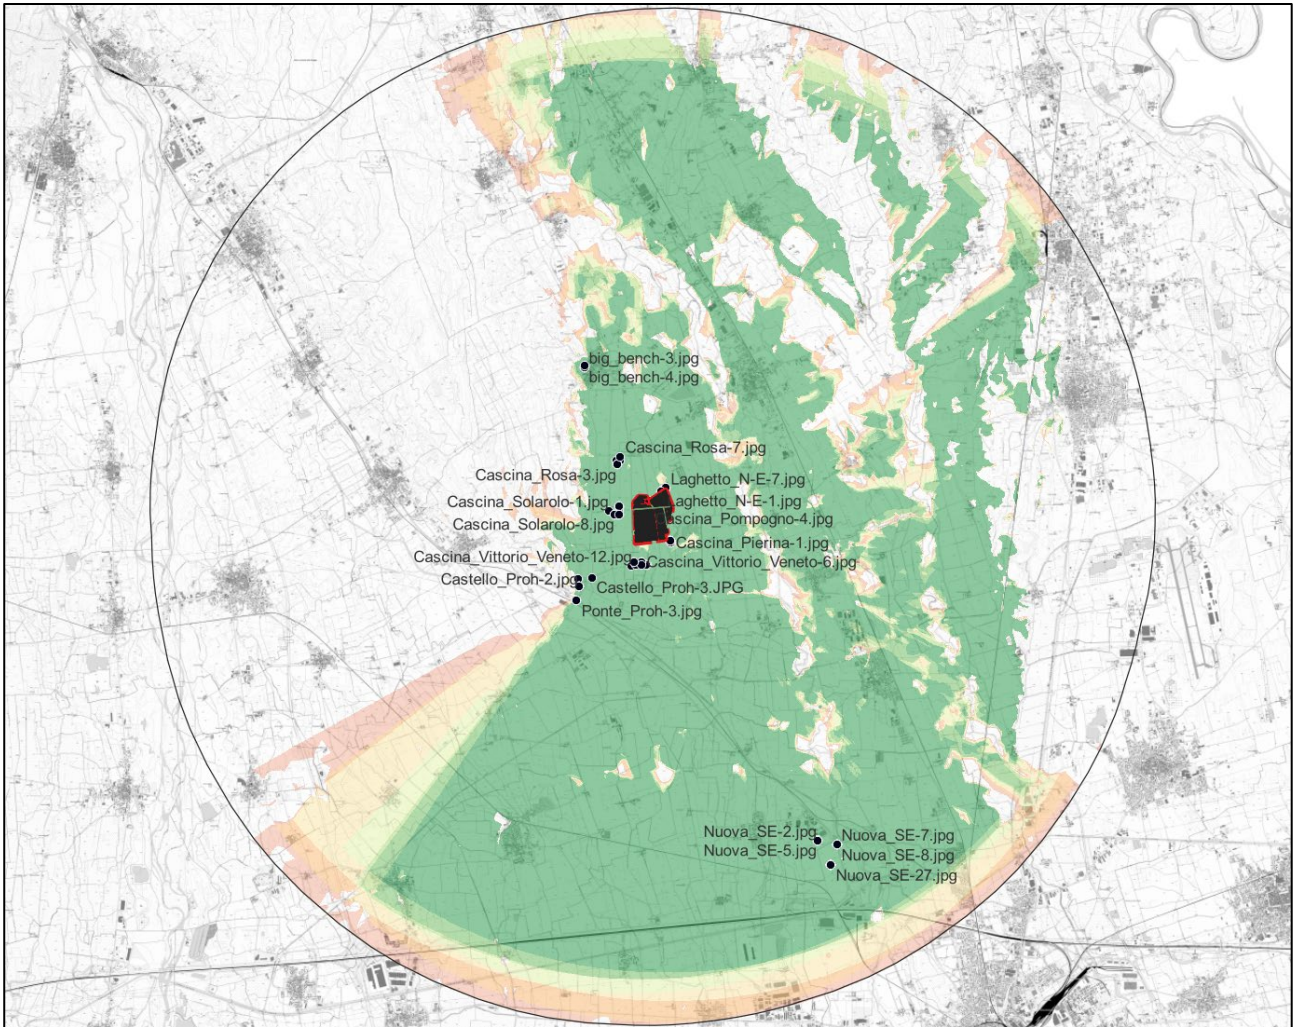 big_bench-3.jpg
big_bench-4.jpg
Cascina_Rosa-7.jpg
Cascina_Rosa-3.jpg
Laghetto_N-E-7.jpg
Cascina_Solarolo-1.jpg
aghetto_N-E-1.jpg
Cascina_Solarolo-8.jpg
ascina_Pompogno-4.jpg
Cascina_Pierina-1.jpg
Cascina_Vittorio_Veneto-12.jpg
Cascina_Vittorio_Veneto-6.jpg
Castello_Proh-2.jpg
Castello_Proh-3.JPG
Ponte_Proh-3.jpg
Nuova_SE-2.jpg
Nuova_SE-7.jpg
Nuova_SE-5.jpg
Nuova_SE-8.jpg
Nuova_SE-27.jpg